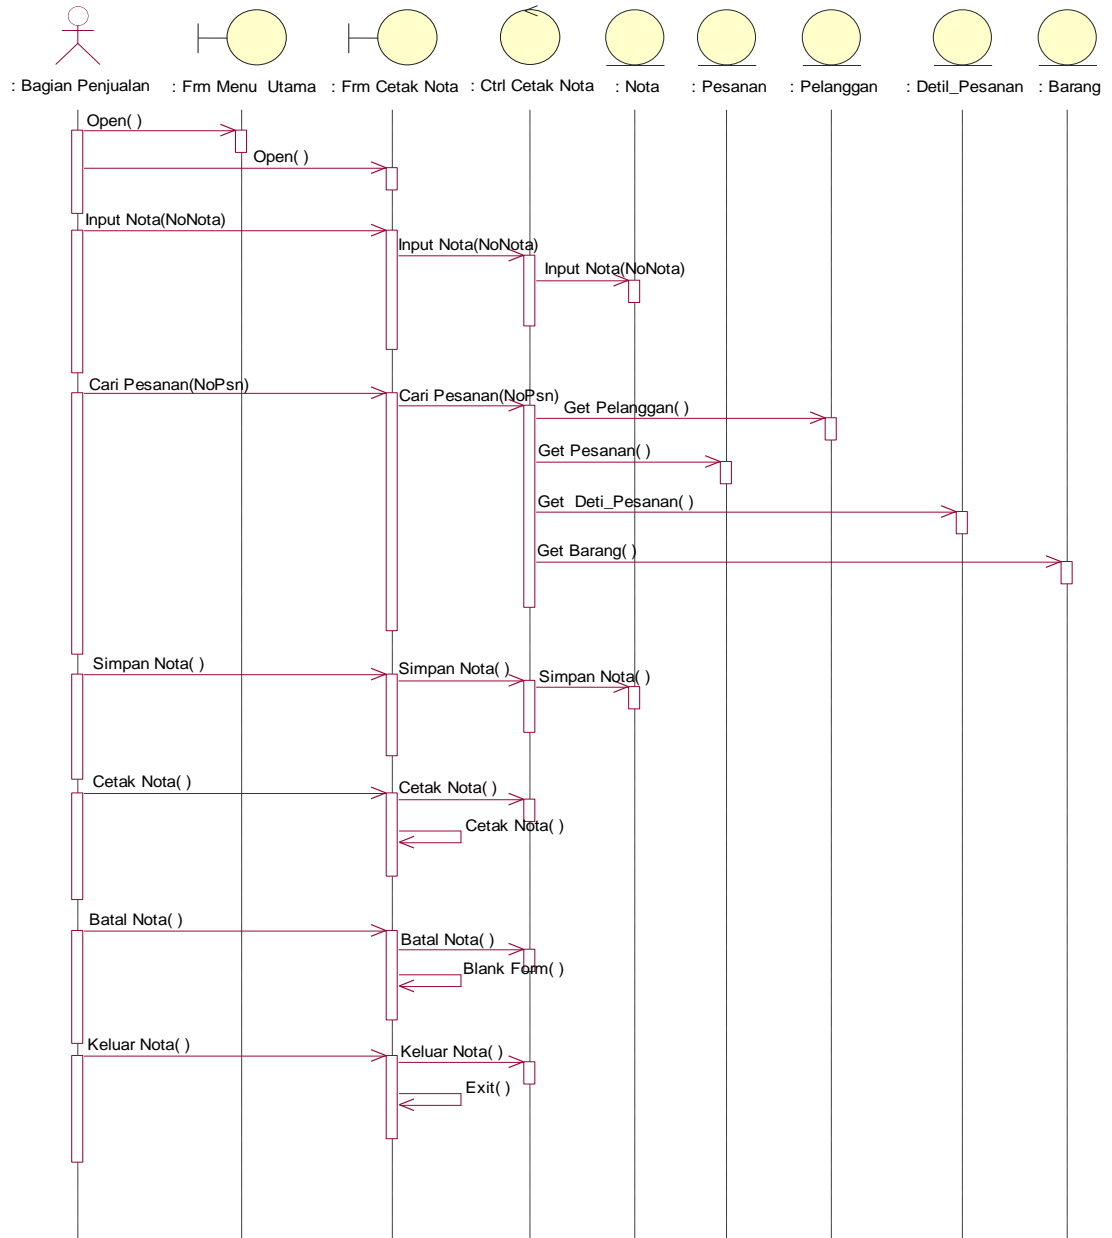 : Bagian Penjualan
: Frm Menu Utama
: Frm Cetak Nota
: Ctrl Cetak Nota
: Nota
: Pesanan
: Pelanggan
: Detil_Pesanan
: Barang
Open( )
Open( )
Input Nota(NoNota)
Input Nota(NoNota)
Input Nota(NoNota)
Cari Pesanan(NoPsn)
Cari Pesanan(NoPsn)
Get Pelanggan( )
Get Pesanan( )
Get Deti_Pesanan( )
Get Barang( )
Simpan Nota( )
Simpan Nota( )
Simpan Nota( )
Cetak Nota( )
Cetak Nota( )
Cetak Nota( )
Batal Nota( )
Batal Nota( )
Blank Form( )
Keluar Nota( )
Keluar Nota( )
Exit( )